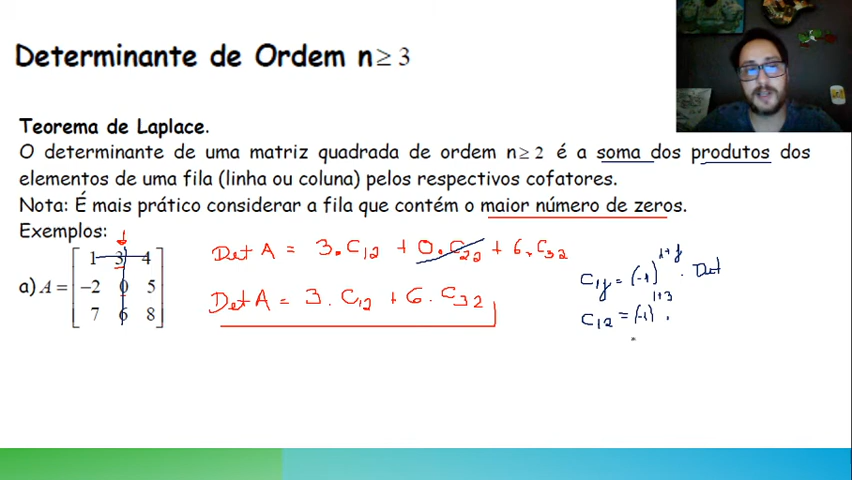 Determinante de Ordem n ≥ 3
Teorema de Laplace.
O determinante de uma matriz quadrada de ordem n ≥ 2 é a soma dos produtos dos
elementos de uma fila (linha ou coluna) pelos respectivos cofatores.
Nota: É mais prático considerar a fila que contém o maior número de zeros.
Exemplos:
a) A = [ 1 3 4
-2 0 5
7 6 8 ]
Det A = 3. C12 + 0. C22 + 6. C32
Det A = 3. C12 + 6. C32
Cij = (-1)^i+j . Det
C12 = (-1)^1+3 .